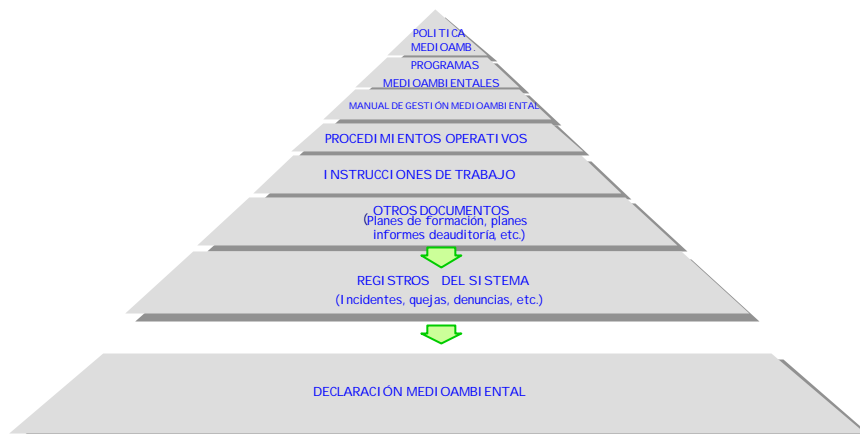 POLITICA
MEDIOAMB.
PROGRAMAS
MEDIOAMBIENTALES
MANUAL DE GESTIÓN MEDIOAMBIENTAL
PROCEDIMIENTOS OPERATIVOS
INSTRUCCIONES DE TRABAJO
OTROS DOCUMENTOS
(Planes de formación, planes
informes deauditoría, etc.)
REGISTROS DEL SISTEMA
(Incidentes, quejas, denuncias, etc.)
DECLARACIÓN MEDIOAMBIENTAL